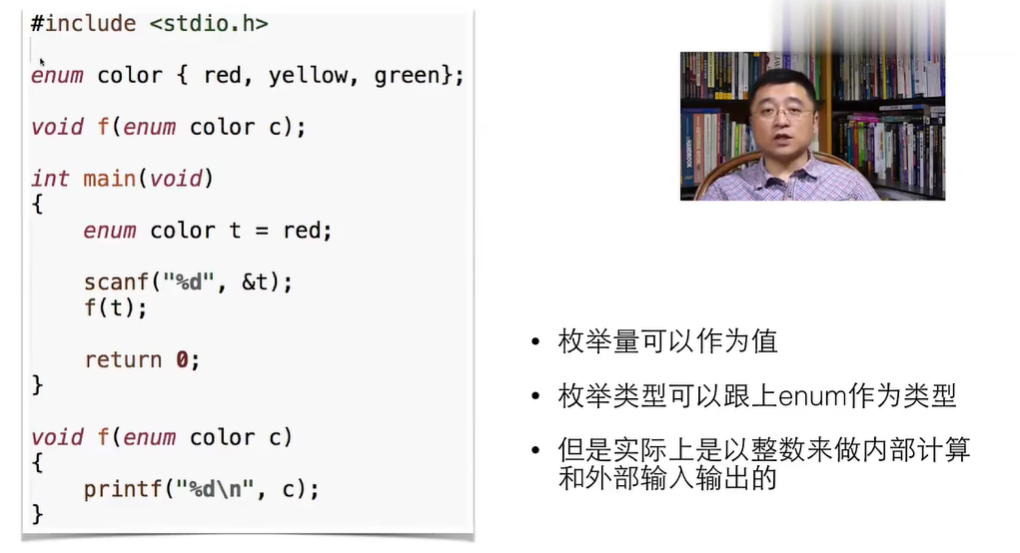 #include <stdio.h>
enum color { red, yellow, green};
void f(enum color c);
int main(void)
{
enum color t = red;
scanf("%d", &t);
f(t);
return 0;
}
void f(enum color c)
{
printf("%d\n", c);
}
• 枚举量可以作为值
• 枚举类型可以跟上enum作为类型
• 但是实际上是以整数来做内部计算
和外部输入输出的